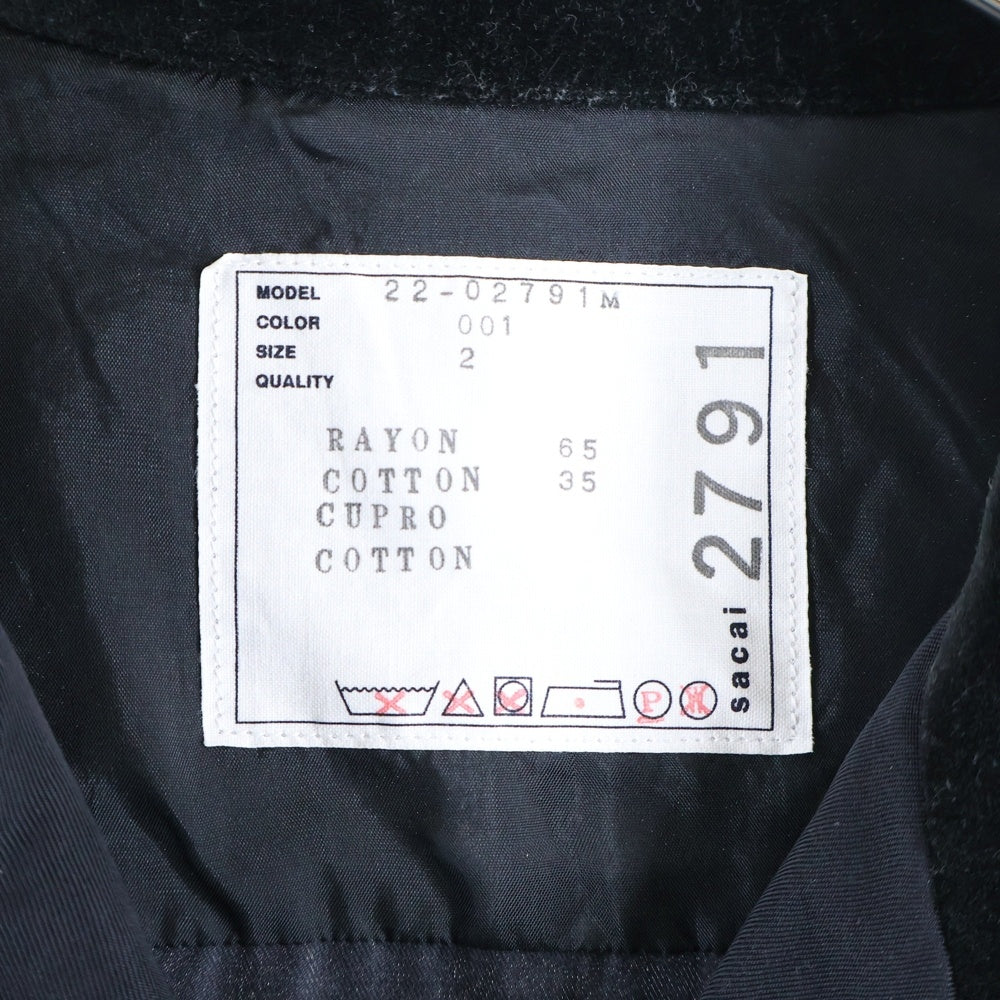 MODEL 22-02791M
COLOR 001
SIZE 2
QUALITY
RAYON 65
COTTON 35
CUPRO
COTTON
P
W
sacai 2791